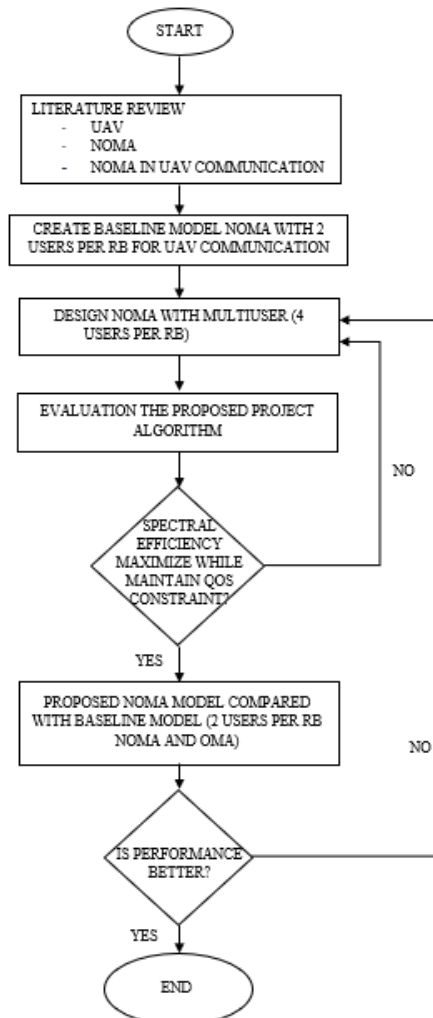 START
LITERATURE REVIEW
- UAV
- NOMA
- NOMA IN UAV COMMUNICATION
CREATE BASELINE MODEL NOMA WITH 2
USERS PER RB FOR UAV COMMUNICATION
DESIGN NOMA WITH MULTIUSER (4
USERS PER RB)
EVALUATION THE PROPOSED PROJECT
ALGORITHM
NO
SPECTRAL
EFFICIENCY
MAXIMIZE WHILE
MAINTAIN QOS
CONSTRAINT?
YES
PROPOSED NOMA MODEL COMPARED
WITH BASELINE MODEL (2 USERS PER RB
NOMA AND OMA)
NO
IS PERFORMANCE
BETTER?
YES
END